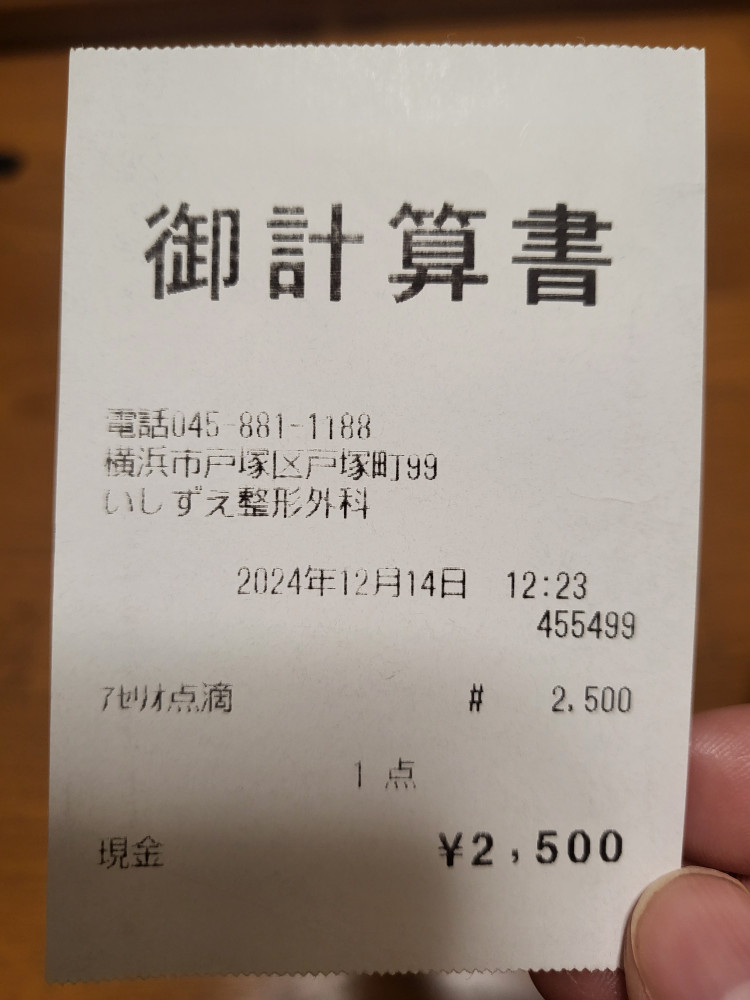 御計算書
電話045-881-1188
横浜市戸塚区戸塚町99
いしずえ整形外科
2024年12月14日 12:23
455499
ｱｾﾘｵ点滴 # 2,500
1 点
現金 ¥2,500